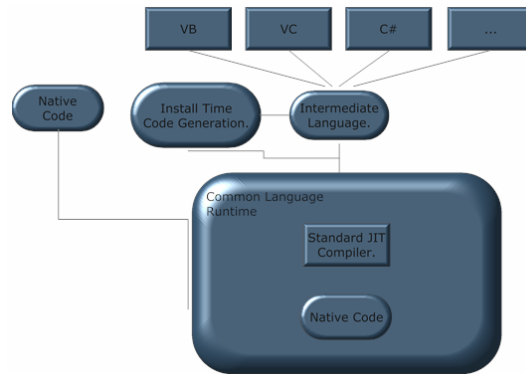 VB
VC
C#
...
Native
Code
Install Time
Code Generation.
Intermediate
Language.
Common Language
Runtime
Standard JIT
Compiler.
Native Code